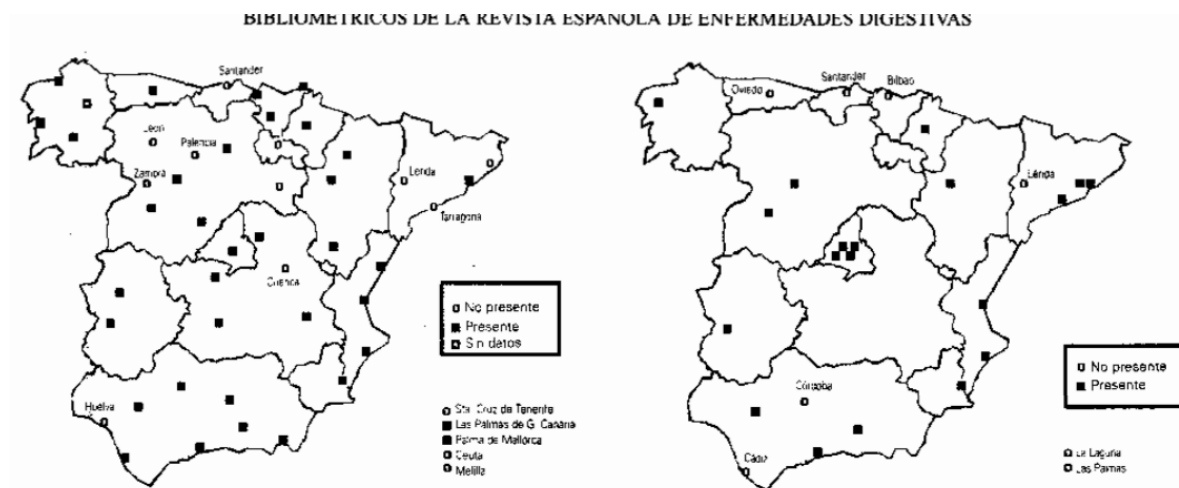 BIBLIOMETRICOS DE LA REVISTA ESPAÑOLA DE ENFERMEDADES DIGESTIVAS
Santander
León
Palencia
Zamora
Lérida
Tarragona
Cuenca
No presente
Presente
Sin datos
Huelva
Sta. Cruz de Tenerife
Las Palmas de G. Canaria
Palma de Mallorca
Ceuta
Melilla
Oviedo
Santander
Bilbao
Lérida
No presente
Presente
Córdoba
Cádiz
La Laguna
Las Palmas